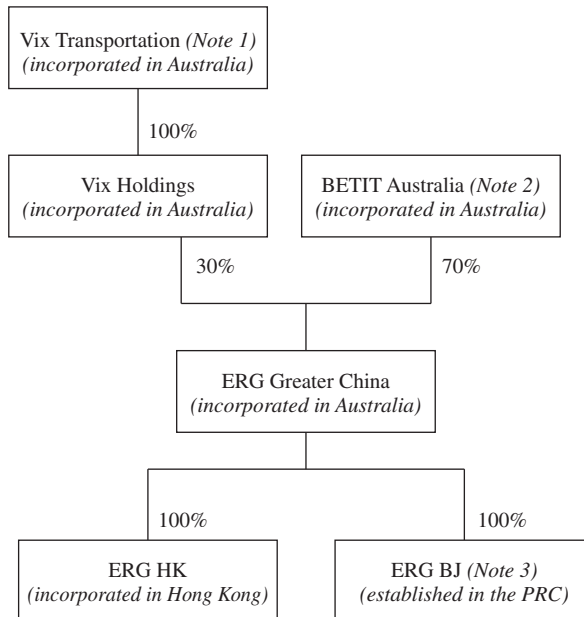 Vix Transportation (Note 1)
(incorporated in Australia)
100%
Vix Holdings
(incorporated in Australia)
BETIT Australia (Note 2)
(incorporated in Australia)
30%
70%
ERG Greater China
(incorporated in Australia)
100%
100%
ERG HK
(incorporated in Hong Kong)
ERG BJ (Note 3)
(established in the PRC)